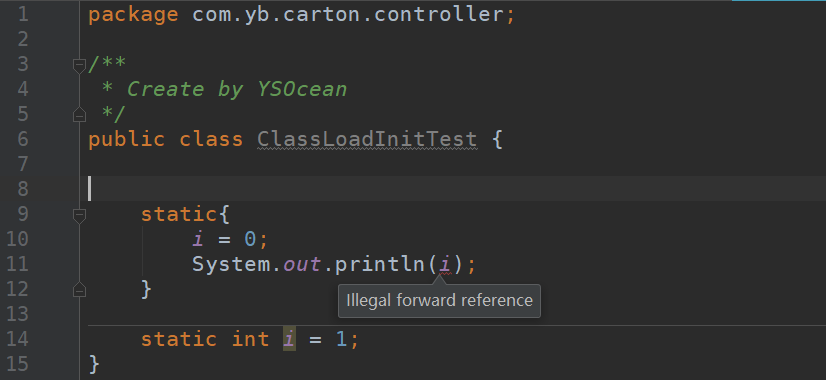 1 package com.yb.carton.controller;
2
3 /**
4  * Create by YSOcean
5  */
6 public class ClassLoadInitTest {
7
8
9     static{
10         i = 0;
11         System.out.println(i);
12     }
Illegal forward reference
13
14     static int i = 1;
15 }